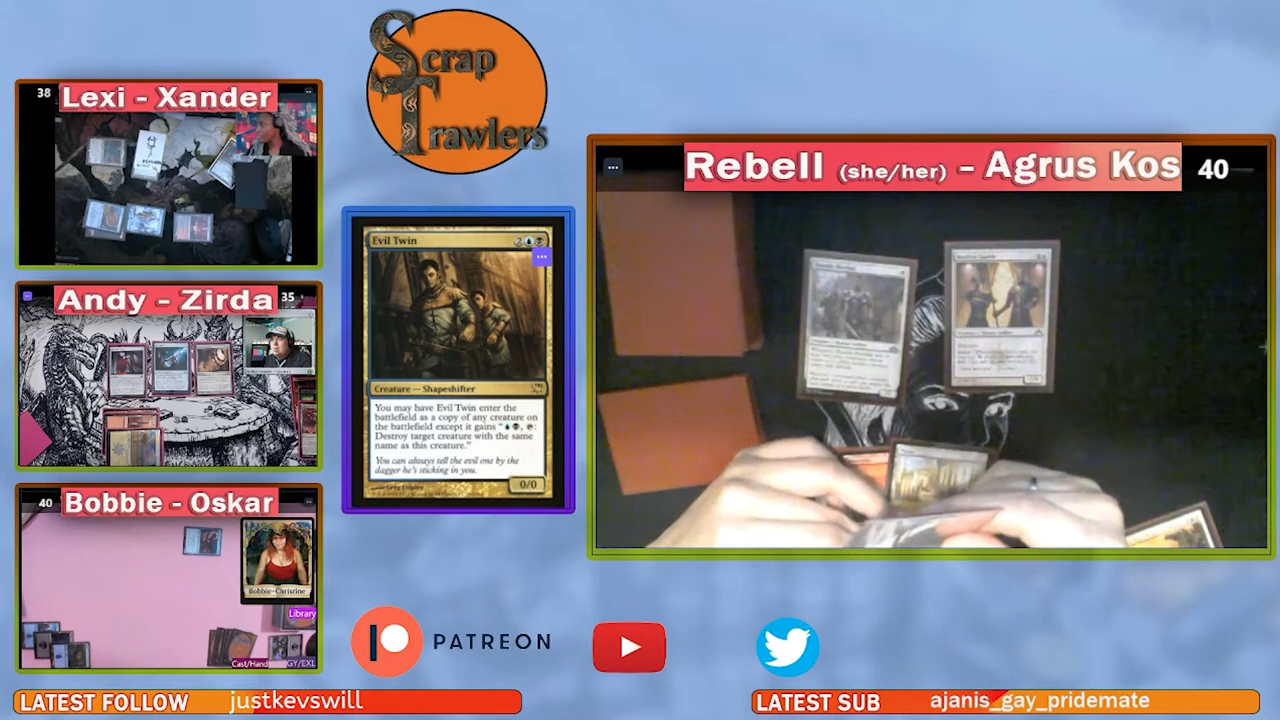 Scrap
Trawlers
38
Lexi - Xander
Andy - Zirda
35
40
Bobbie - Oskar
Bobbie-Christine
Library
Cast/Hand
GY/EXL
Evil Twin
2
Creature — Shapeshifter
You may have Evil Twin enter the
battlefield as a copy of any creature on
the battlefield except it gains "
Destroy target creature with the same
name as this creature."
You can always tell the evil one by the
dagger he's sticking in you.
0/0
Rebell (she/her) - Agrus Kos
40
PATREON
LATEST FOLLOW
justkevswill
LATEST SUB
ajanis_gay_pridemate